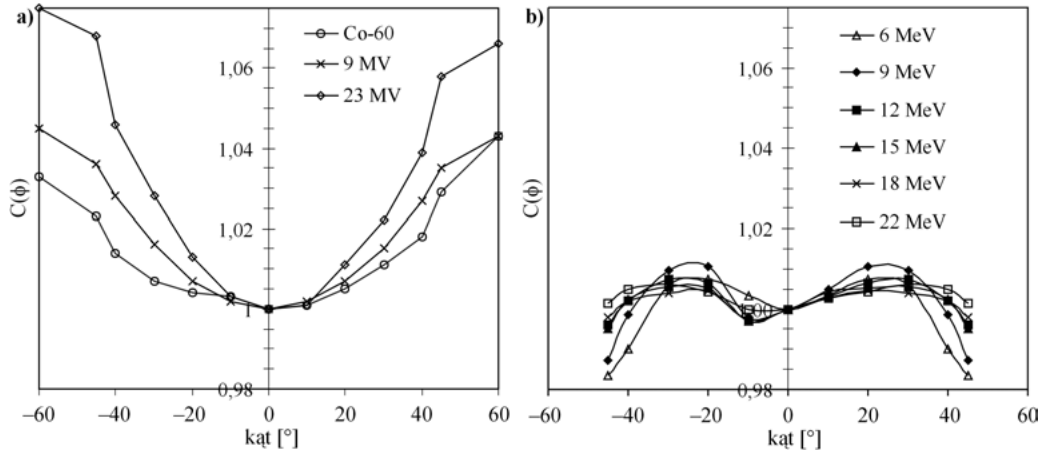 a)
Co-60
9 MV
23 MV
1,06
1,04
1,02
1
0,98
C(ϕ)
–60 –40 –20 0 20 40 60
kąt [°]
b)
6 MeV
9 MeV
12 MeV
15 MeV
18 MeV
22 MeV
1,06
1,04
1,02
1,00
0,98
C(ϕ)
–60 –40 –20 0 20 40 60
kąt [°]